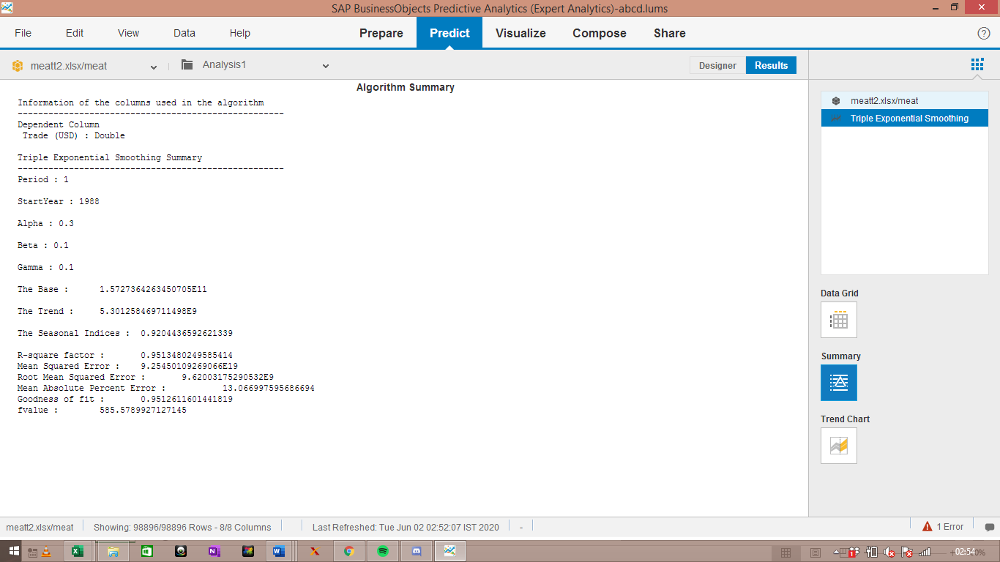 SAP BusinessObjects Predictive Analytics (Expert Analytics)-abcd.lums
File Edit View Data Help Prepare Predict Visualize Compose Share ?
meatt2.xlsx/meat Analysis1 Designer Results
Algorithm Summary
Information of the columns used in the algorithm
----------------------------------------------------
Dependent Column
Trade (USD) : Double
Triple Exponential Smoothing Summary
----------------------------------------------------
Period : 1
StartYear : 1988
Alpha : 0.3
Beta : 0.1
Gamma : 0.1
The Base : 1.5727364263450705E11
The Trend : 5.301258469711498E9
The Seasonal Indices : 0.9204436592621339
R-square factor : 0.9513480249585414
Mean Squared Error : 9.25450109269066E19
Root Mean Squared Error : 9.62003175290532E9
Mean Absolute Percent Error : 13.066997595686694
Goodness of fit : 0.9512611601441819
fvalue : 585.5789927127145
meatt2.xlsx/meat
Triple Exponential Smoothing
Data Grid
Summary
Trend Chart
meatt2.xlsx/meat Showing: 98896/98896 Rows - 8/8 Columns Last Refreshed: Tue Jun 02 02:52:07 IST 2020 - 1 Error
02:54